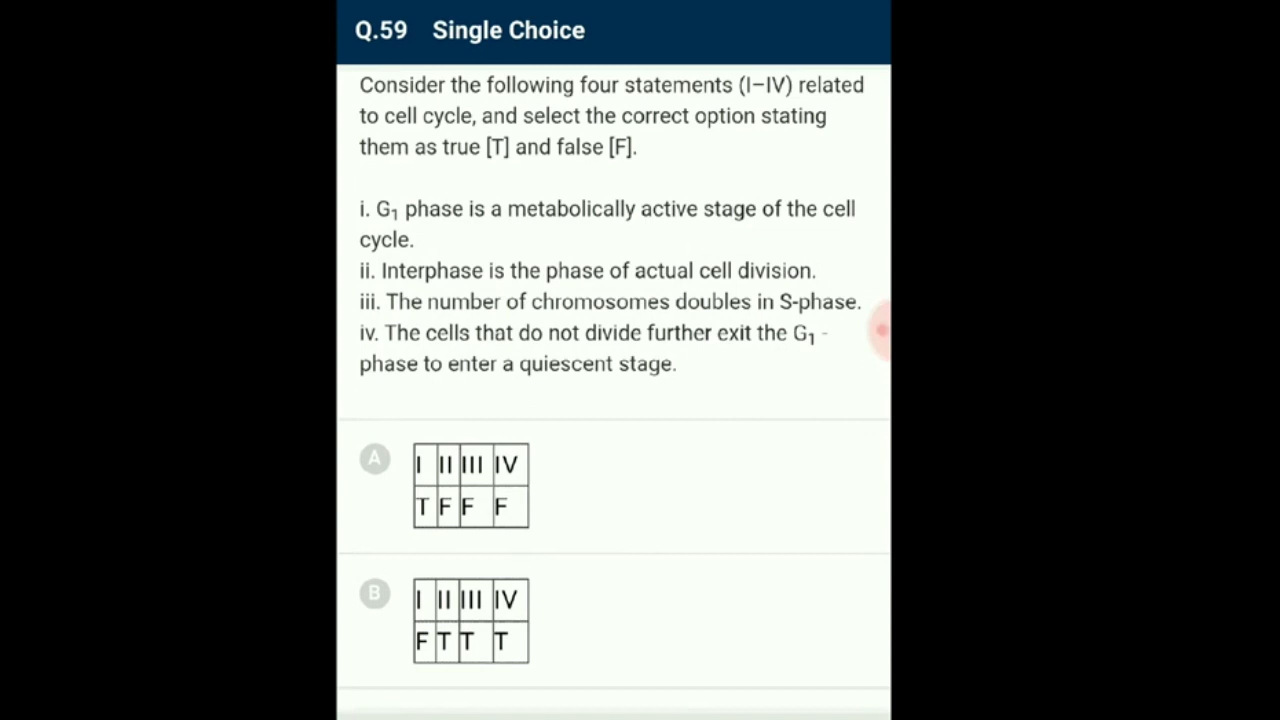 Q.59 Single Choice
Consider the following four statements (I–IV) related
to cell cycle, and select the correct option stating
them as true [T] and false [F].
i. G₁ phase is a metabolically active stage of the cell
cycle.
ii. Interphase is the phase of actual cell division.
iii. The number of chromosomes doubles in S-phase.
iv. The cells that do not divide further exit the G₁ -
phase to enter a quiescent stage.
A
I II III IV
T F F F
B
I II III IV
F T T T